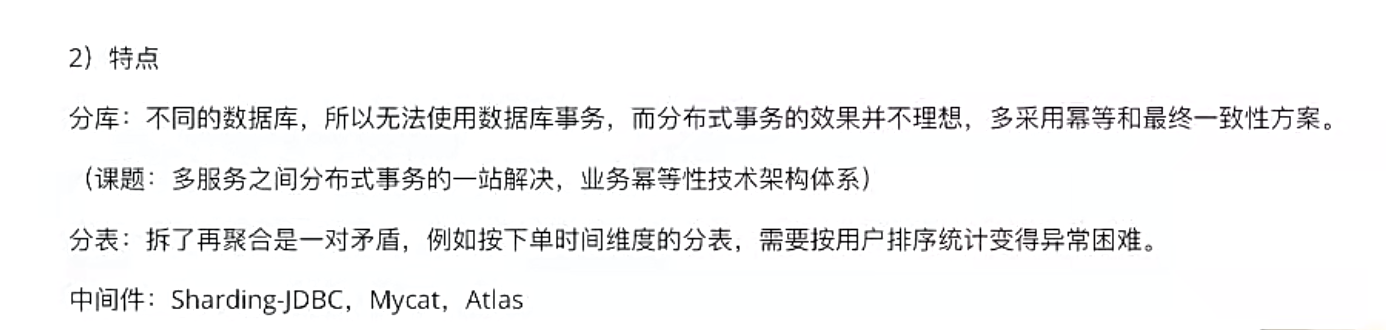 2）特点
分库：不同的数据库，所以无法使用数据库事务，而分布式事务的效果并不理想，多采用幂等和最终一致性方案。
（课题：多服务之间分布式事务的一站解决，业务幂等性技术架构体系）
分表：拆了再聚合是一对矛盾，例如按下单时间维度的分表，需要按用户排序统计变得异常困难。
中间件：Sharding-JDBC，Mycat，Atlas